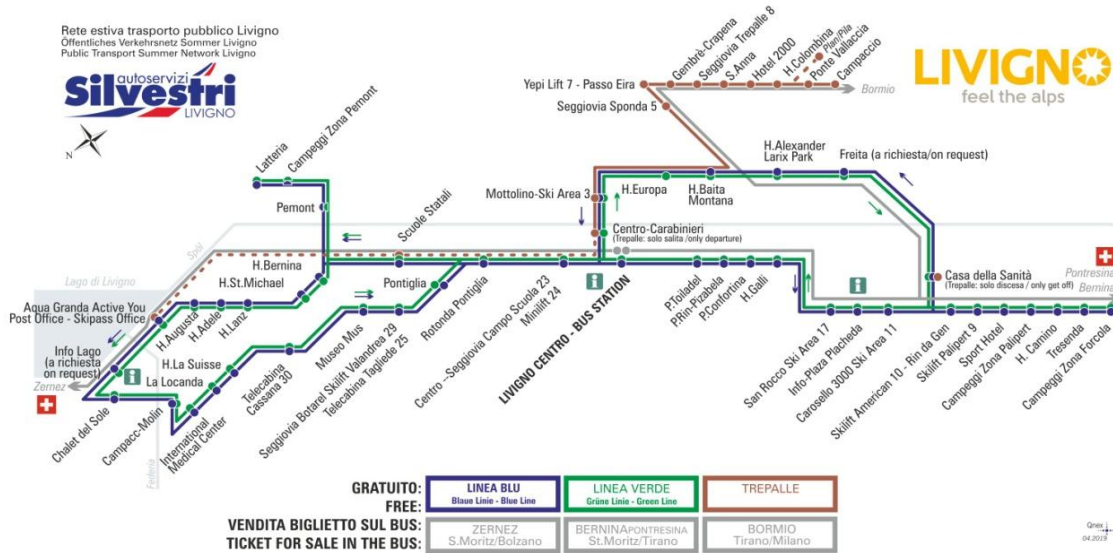 Rete estiva trasporto pubblico Livigno
Öffentliches Verkehrsnetz Sommer Livigno
Public Transport Summer Network Livigno
autoservizi
Silvestri
LIVIGNO
N
LIVIGNO
feel the alps
Gembrè-Crapena
Seggiovia Trepalle 8
S.Anna
Hotel 2000
H.Colombina
Plan/Pila
Ponte Vallaccia
Campaccio
Yepi Lift 7 - Passo Eira
Bormio
Seggiovia Sponda 5
Latteria
Campeggi Zona Pemont
Pemont
H.Alexander
Larix Park
Freita (a richiesta/on request)
Mottolino-Ski Area 3
H.Europa
H.Baita
Montana
Scuole Statali
Centro-Carabinieri
(Trepalle: solo salita /only departure)
Spöl
Lago di Livigno
H.Bernina
H.St.Michael
Pontiglia
Aqua Granda Active You
Post Office - Skipass Office
H.Augusta
H.Adele
H.Lanz
Casa della Sanità
(Trepalle: solo discesa / only get off)
Pontresina
Bernina
Info Lago
(a richiesta
on request)
Zernez
H.La Suisse
La Locanda
Chalet del Sole
Campacc-Molin
International
Medical Center
Telecabina
Cassana 30
Museo Mus
Seggovia Botarel Skilift Valandrea 29
Telecabina Tagliede 25
Rotonda Pontiglia
Centro -Seggiovia Campo Scuola 23
Minilift 24
i
LIVIGNO CENTRO - BUS STATION
P.Toiladel
P.Rin-Rizabela
P.Confortina
H.Galli
San Rocco Ski Area 17
Info-Plaza Placheda
Carosello 3000 Ski Area 11
Skilift American 10 - Rin da Gen
Skilift Palipert 9
Sport Hotel
Campeggi Zona Palipert
H. Camino
Tresenda
Campeggi Zona Forcola
Federia
GRATUITO:
FREE:
LINEA BLU
Blaue Linie - Blue Line
LINEA VERDE
Grüne Linie - Green Line
TREPALLE
VENDITA BIGLIETTO SUL BUS:
TICKET FOR SALE IN THE BUS:
ZERNEZ
S.Moritz/Bolzano
BERNINA PONTRESINA
St.Moritz/Tirano
BORMIO
Tirano/Milano
Qnex
04.2019